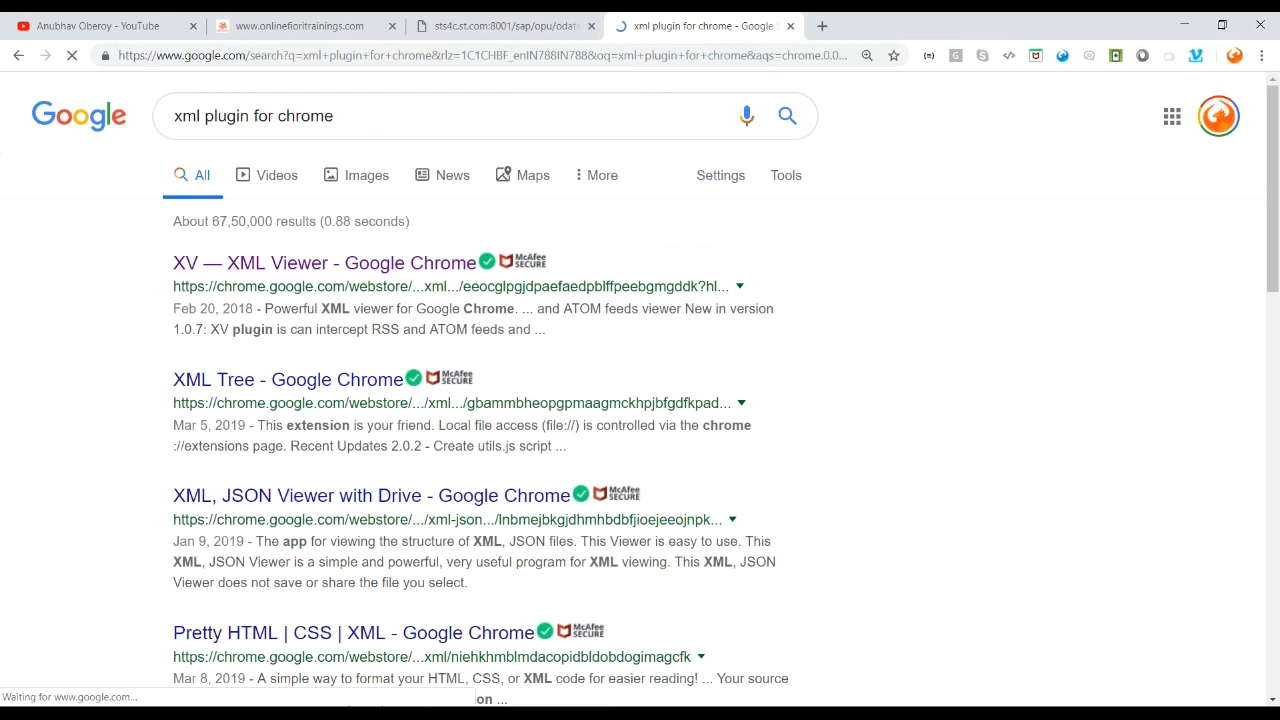 Anubhav Oberoy - YouTube
www.onlinefioritrainings.com
sts4c.st.com:8001/sap/opu/odat
xml plugin for chrome - Google S
https://www.google.com/search?q=xml+plugin+for+chrome&rlz=1C1CHBF_enIN788IN788&oq=xml+plugin+for+chrome&aqs=chrome.0.0...
Google
xml plugin for chrome
All
Videos
Images
News
Maps
More
Settings
Tools
About 67,50,000 results (0.88 seconds)
XV — XML Viewer - Google Chrome McAfee SECURE
https://chrome.google.com/webstore/...xml.../eeocglpgjdpaefaedpblffpeebgmgddk?hl...
Feb 20, 2018 - Powerful XML viewer for Google Chrome. ... and ATOM feeds viewer New in version
1.0.7: XV plugin is can intercept RSS and ATOM feeds and ...
XML Tree - Google Chrome McAfee SECURE
https://chrome.google.com/webstore/.../xml.../gbammbheopgpmaagmckhpjbfgdfkpad...
Mar 5, 2019 - This extension is your friend. Local file access (file://) is controlled via the chrome
://extensions page. Recent Updates 2.0.2 - Create utils.js script ...
XML, JSON Viewer with Drive - Google Chrome McAfee SECURE
https://chrome.google.com/webstore/.../xml-json.../lnbmejbkgjdhmhbdbfjioejeeojnpk...
Jan 9, 2019 - The app for viewing the structure of XML, JSON files. This Viewer is easy to use. This
XML, JSON Viewer is a simple and powerful, very useful program for XML viewing. This XML, JSON
Viewer does not save or share the file you select.
Pretty HTML | CSS | XML - Google Chrome McAfee SECURE
https://chrome.google.com/webstore/...xml/niehkhmblmdacopidbldobdogimagcfk
Mar 8, 2019 - A simple way to format your HTML, CSS, or XML code for easier reading! ... Your source
Waiting for www.google.com...
on ...